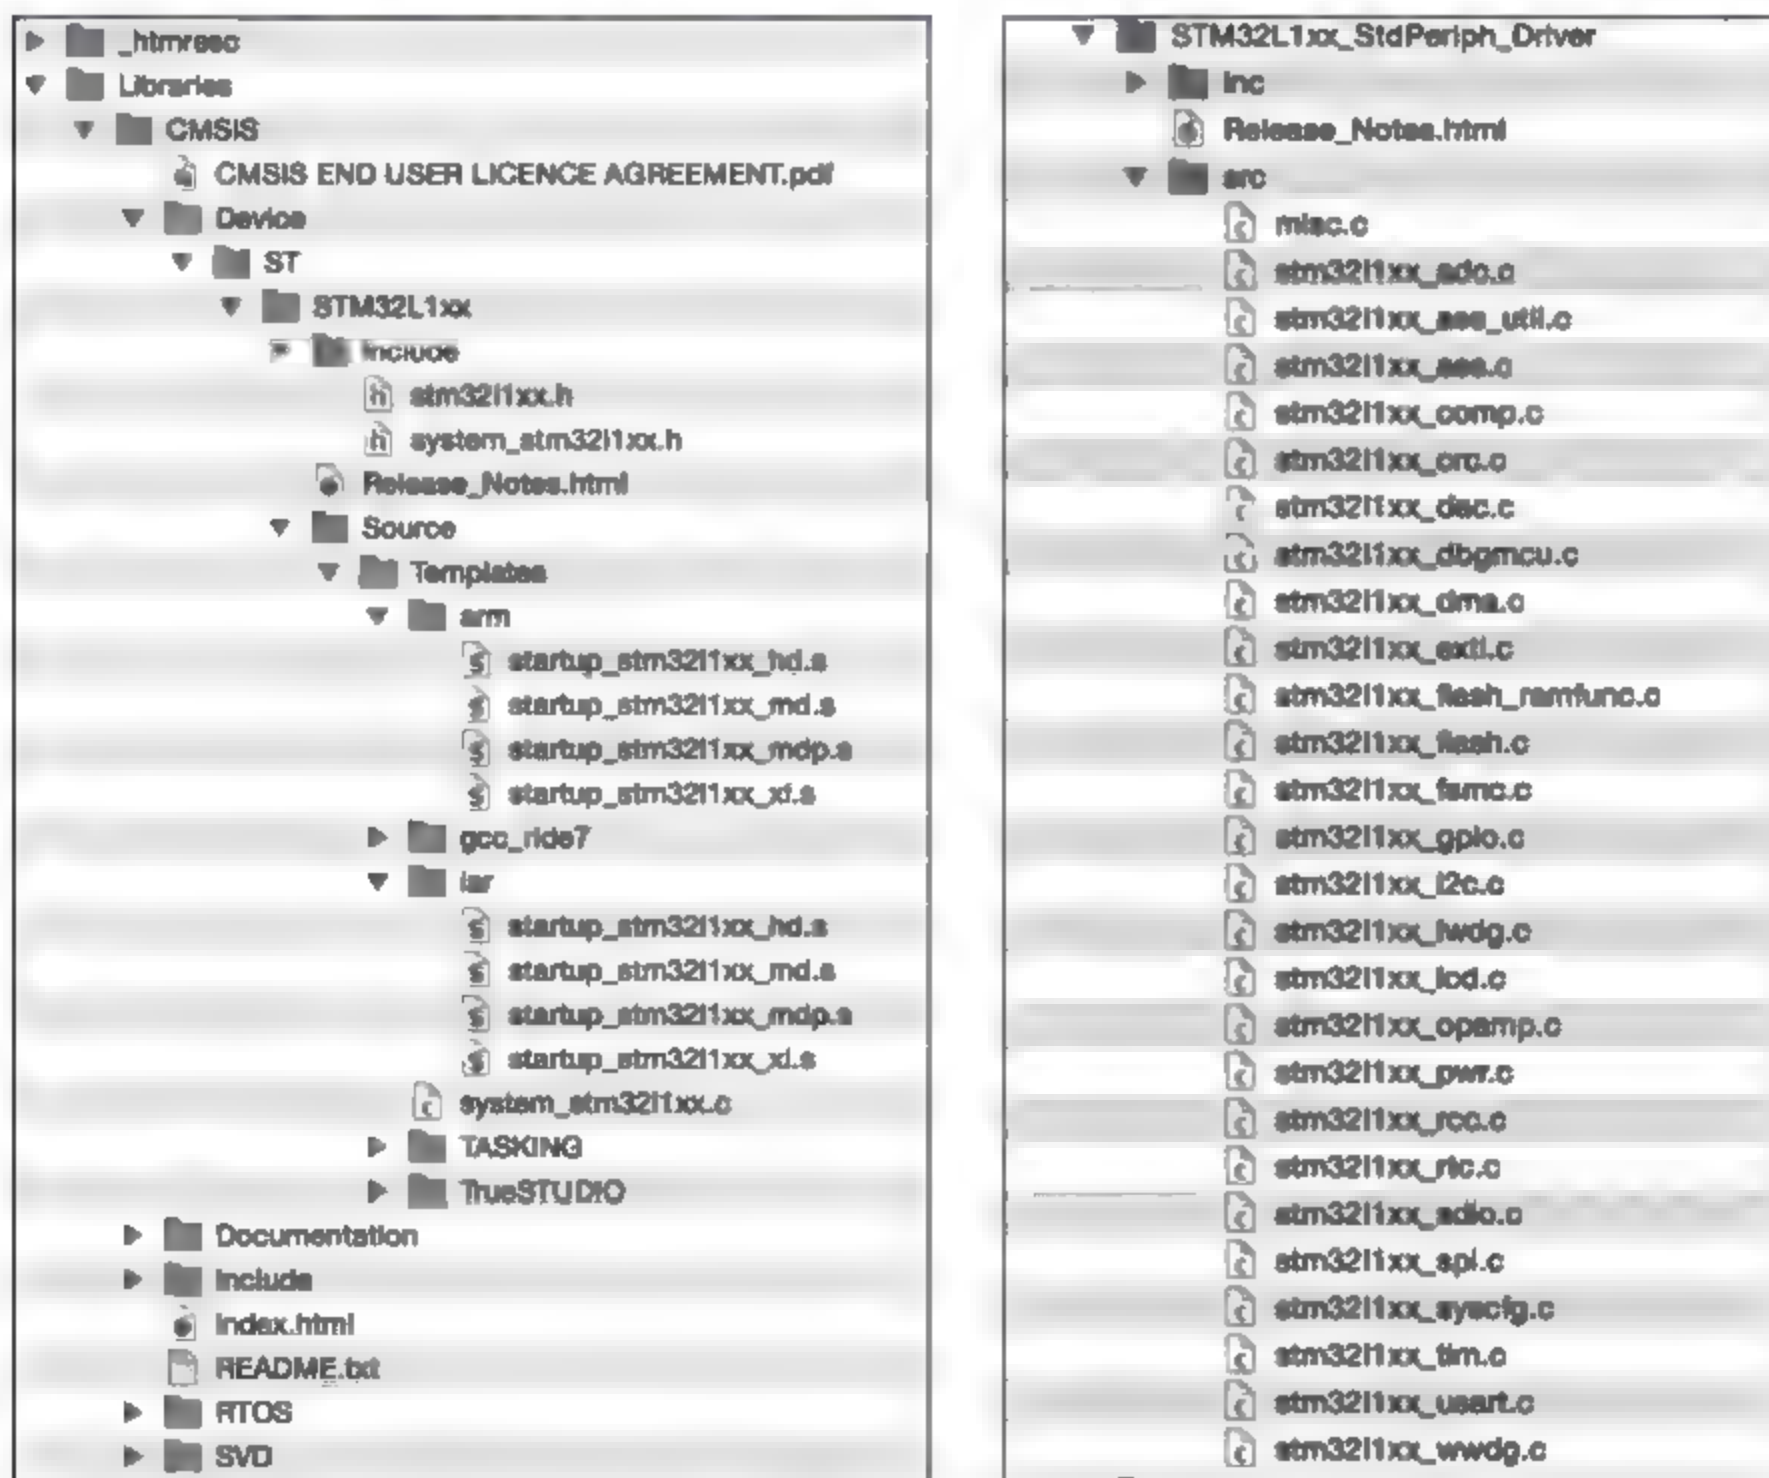 _htmresc
Libraries
CMSIS
CMSIS END USER LICENCE AGREEMENT.pdf
Device
ST
STM32L1xx
Include
stm32l1xx.h
system_stm32l1xx.h
Release_Notes.html
Source
Templates
arm
startup_stm32l1xx_hd.s
startup_stm32l1xx_md.s
startup_stm32l1xx_mdp.s
startup_stm32l1xx_xl.s
gcc_ride7
iar
startup_stm32l1xx_hd.s
startup_stm32l1xx_md.s
startup_stm32l1xx_mdp.s
startup_stm32l1xx_xl.s
system_stm32l1xx.c
TASKING
TrueSTUDIO
Documentation
Include
index.html
README.txt
RTOS
SVD
STM32L1xx_StdPeriph_Driver
inc
Release_Notes.html
src
misc.c
stm32l1xx_adc.c
stm32l1xx_aes_util.c
stm32l1xx_aes.c
stm32l1xx_comp.c
stm32l1xx_crc.c
stm32l1xx_dac.c
stm32l1xx_dbgmcu.c
stm32l1xx_dma.c
stm32l1xx_exti.c
stm32l1xx_flash_ramfunc.c
stm32l1xx_flash.c
stm32l1xx_fsmc.c
stm32l1xx_gpio.c
stm32l1xx_i2c.c
stm32l1xx_iwdg.c
stm32l1xx_lcd.c
stm32l1xx_opamp.c
stm32l1xx_pwr.c
stm32l1xx_rcc.c
stm32l1xx_rtc.c
stm32l1xx_sdio.c
stm32l1xx_spi.c
stm32l1xx_syscfg.c
stm32l1xx_tim.c
stm32l1xx_usart.c
stm32l1xx_wwdg.c